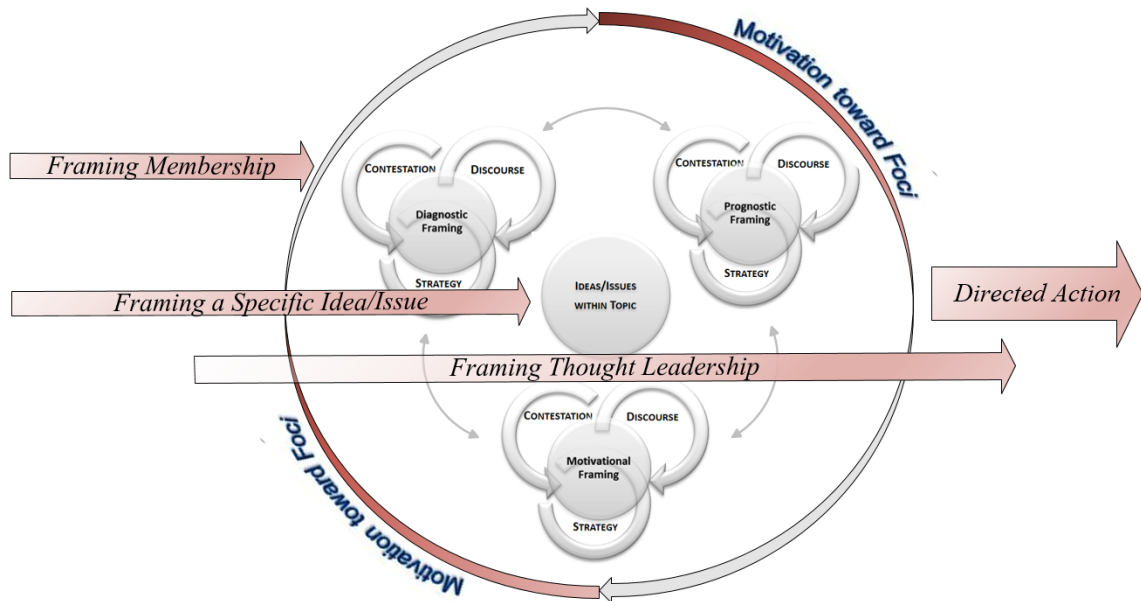 Motivation toward Foci
Framing Membership
CONTESTATION
DISCOURSE
Diagnostic
Framing
STRATEGY
CONTESTATION
DISCOURSE
Prognostic
Framing
STRATEGY
Framing a Specific Idea/Issue
IDEAS/ISSUES
WITHIN TOPIC
Directed Action
Framing Thought Leadership
CONTESTATION
DISCOURSE
Motivational
Framing
STRATEGY
Motivation toward Foci